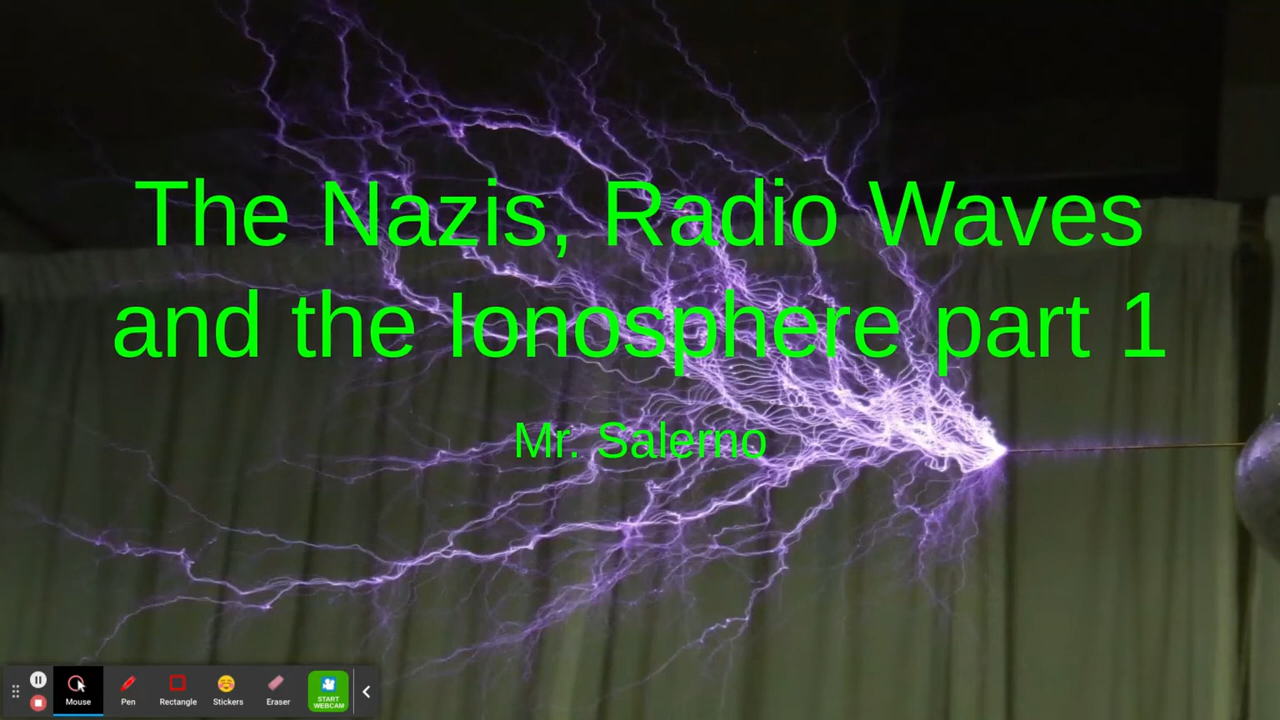 The Nazis, Radio Waves
and the Ionosphere part 1
Mr. Salerno
Mouse
Pen
Rectangle
Stickers
Eraser
START
WEBCAM